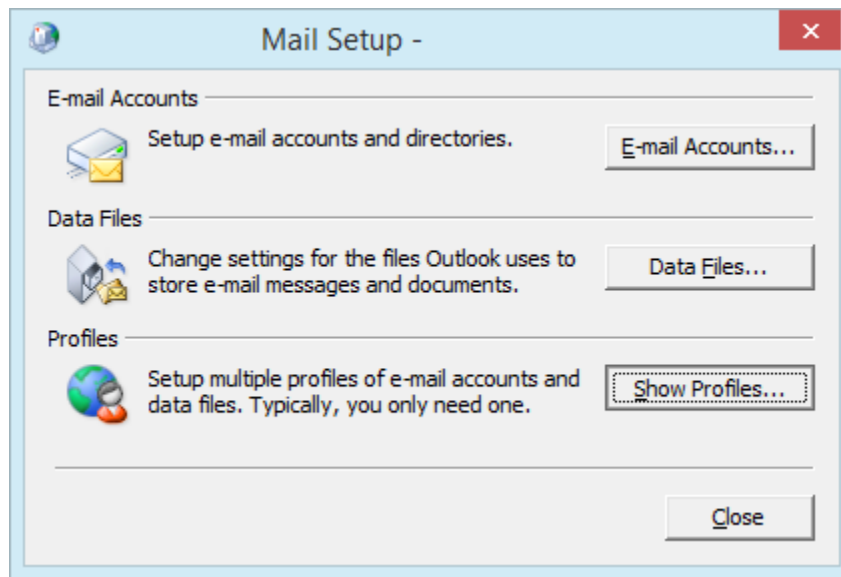 Mail Setup -
E-mail Accounts
Setup e-mail accounts and directories.
E-mail Accounts...
Data Files
Change settings for the files Outlook uses to
store e-mail messages and documents.
Data Files...
Profiles
Setup multiple profiles of e-mail accounts and
data files. Typically, you only need one.
Show Profiles...
Close